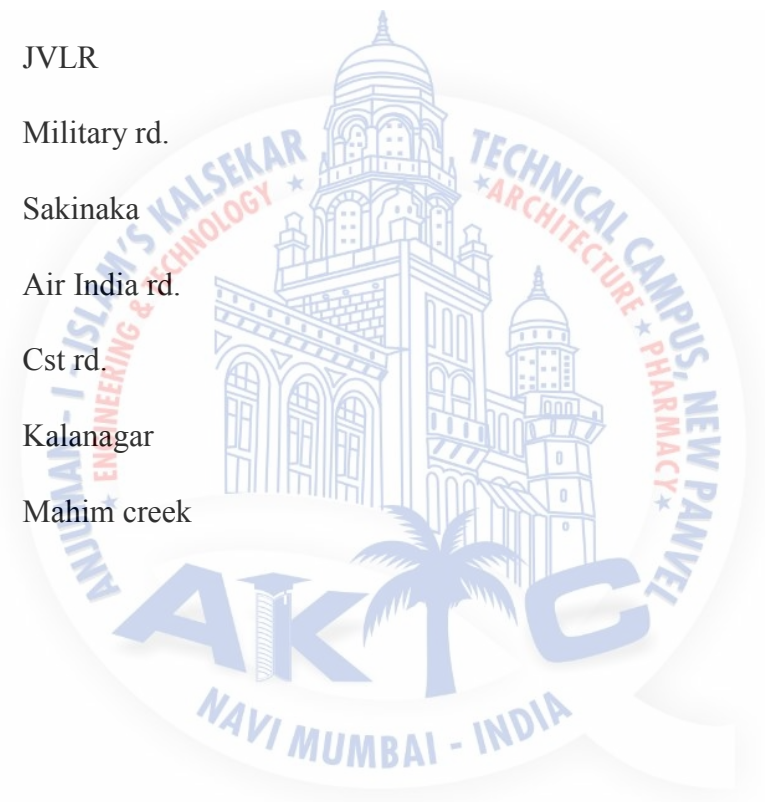 JVLR
Military rd.
Sakinaka
Air India rd.
Cst rd.
Kalanagar
Mahim creek
ANJUMAN - I - ISLAM'S KALSEKAR TECHNICAL CAMPUS, NEW PANVEL
★ ENGINEERING & TECHNOLOGY ★ ★ ARCHITECTURE ★ PHARMACY ★
AKTC
NAVI MUMBAI - INDIA